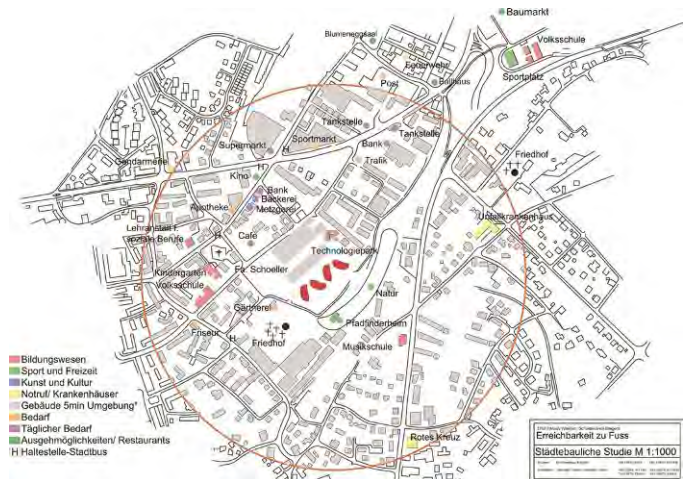 Baumarkt
Blumeneggsaal
Volksschule
Feuerwehr
Ballhaus
Sportplatz
Post
Tankstelle
Tankstelle
Sportmarkt
Supermarkt
H
Bank
Trafik
Gendarmerie
H
Kino
Friedhof
Bank
Bäckerei
Metzgerei
Apotheke
Unfallkrankenhaus
Lehranstalt f.
soziale Berufe
H
Café
P
Technologiepark
Kindergarten
Fa. Schoeller
Volksschule
Natur
Gärtnerei
Pfadfinderheim
Friseur
H
Friedhof
Musikschule
Rotes Kreuz
Bildungswesen
Sport und Freizeit
Kunst und Kultur
Notruf/ Krankenhäuser
Gebäude 5min Umgebung*
Bedarf
Täglicher Bedarf
Ausgehmöglichkeiten/ Restaurants
H Haltestelle-Stadtbus
Erreichbarkeit zu Fuss
Städtebauliche Studie M 1:1000